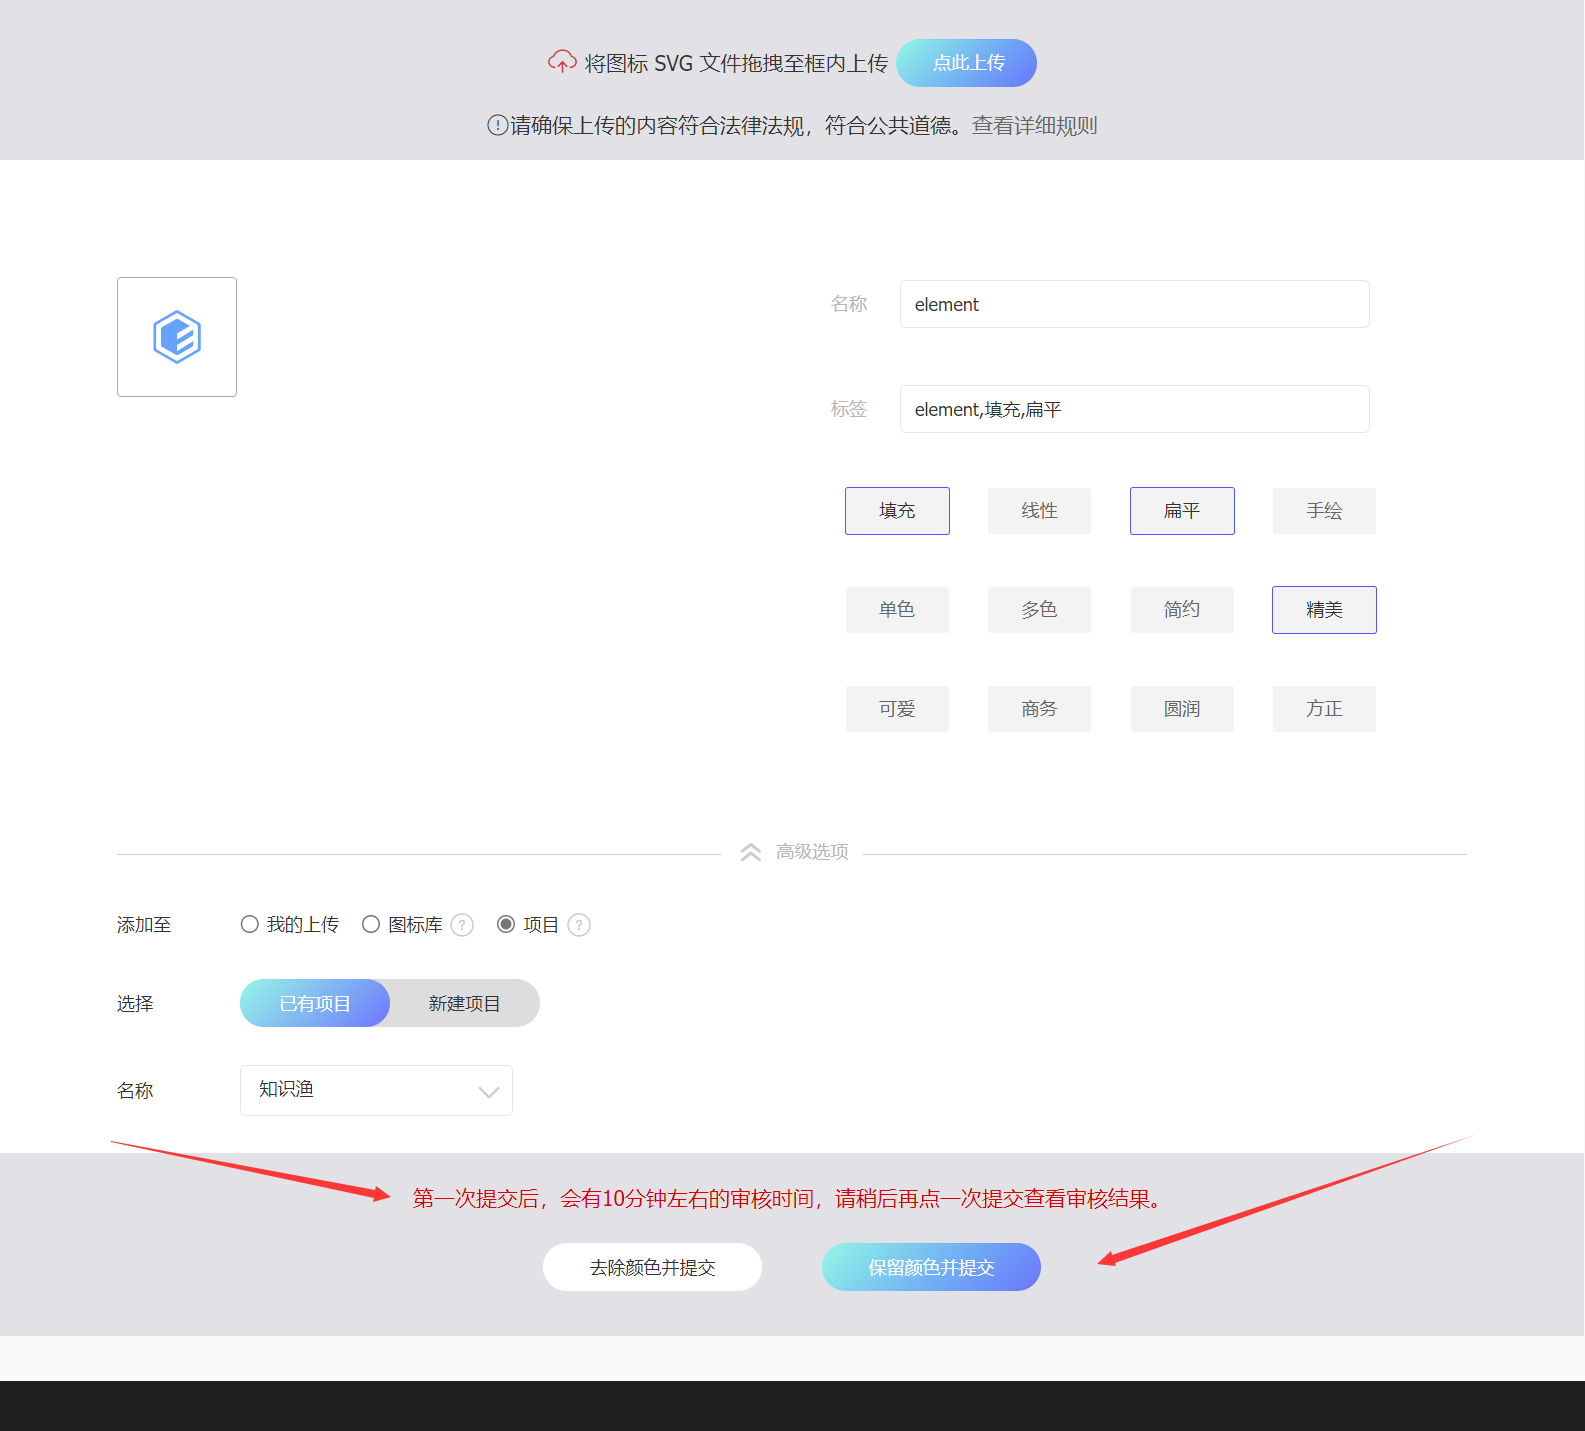 将图标 SVG 文件拖拽至框内上传 点此上传
请确保上传的内容符合法律法规，符合公共道德。查看详细规则
名称 element
标签 element,填充,扁平
填充 线性 扁平 手绘
单色 多色 简约 精美
可爱 商务 圆润 方正
高级选项
添加至 我的上传 图标库 ? 项目 ?
选择 已有项目 新建项目
名称 知识渔
第一次提交后，会有10分钟左右的审核时间，请稍后再点一次提交查看审核结果。
去除颜色并提交 保留颜色并提交